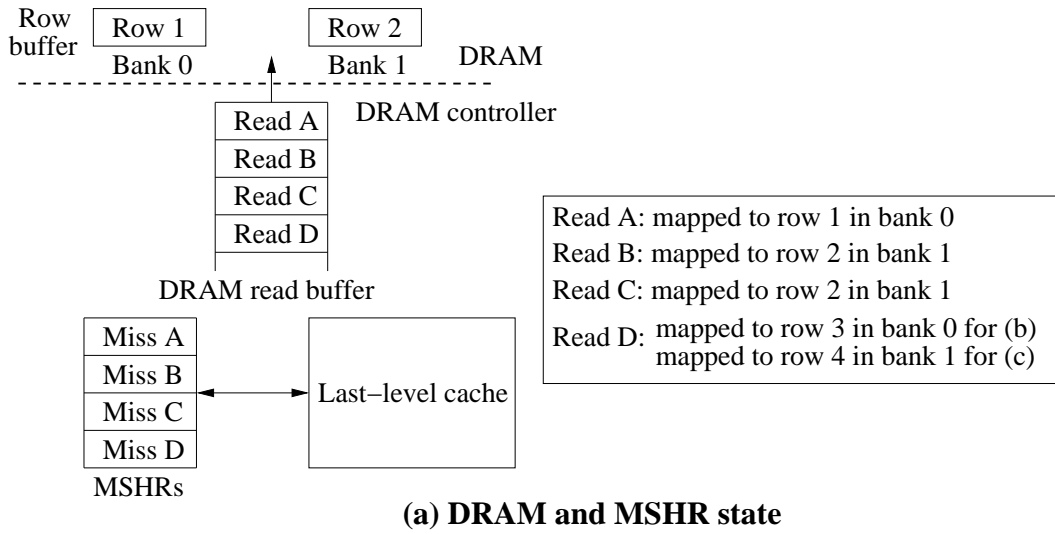 Row
buffer
Row 1
Row 2
Bank 0
Bank 1
DRAM
DRAM controller
Read A
Read B
Read C
Read D
DRAM read buffer
Read A: mapped to row 1 in bank 0
Read B: mapped to row 2 in bank 1
Read C: mapped to row 2 in bank 1
Read D: mapped to row 3 in bank 0 for (b)
mapped to row 4 in bank 1 for (c)
Miss A
Miss B
Miss C
Miss D
MSHRs
Last−level cache
(a) DRAM and MSHR state